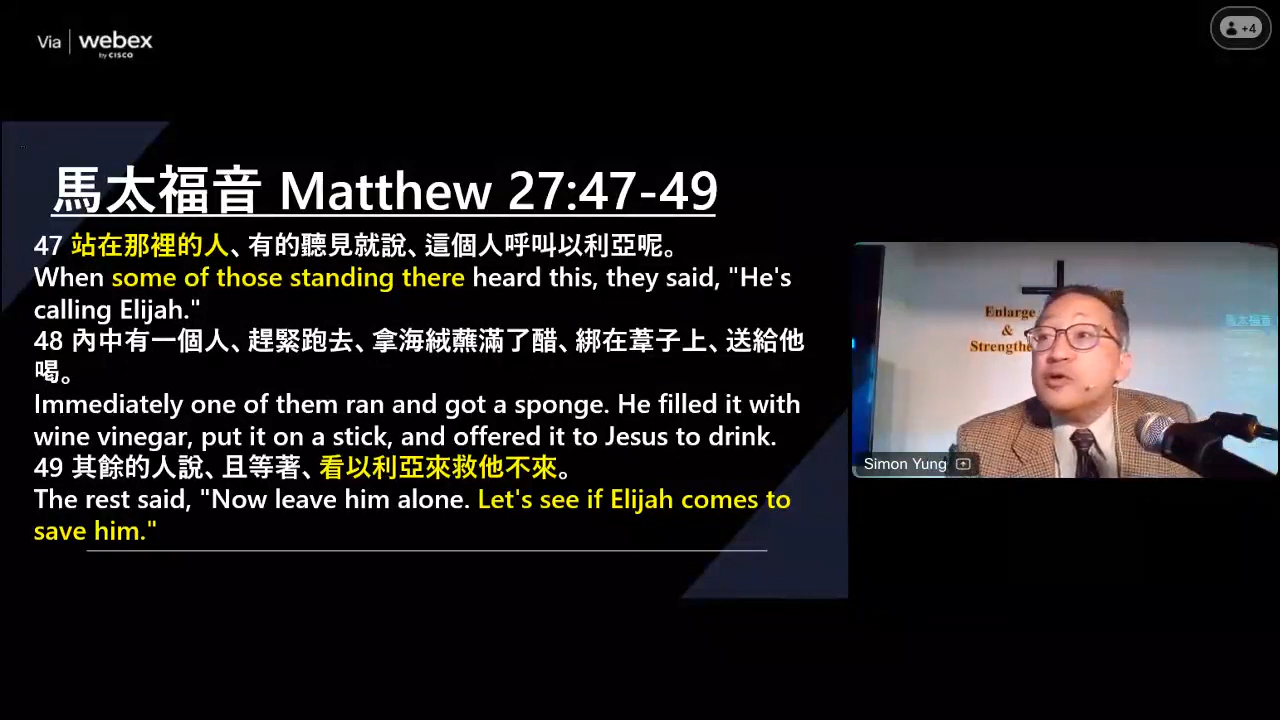 Via webex
by CISCO
+4
馬太福音 Matthew 27:47-49
47 站在那裡的人、有的聽見就說、這個人呼叫以利亞呢。
When some of those standing there heard this, they said, "He's
calling Elijah."
48 內中有一個人、趕緊跑去、拿海絨蘸滿了醋、綁在葦子上、送給他
喝。
Immediately one of them ran and got a sponge. He filled it with
wine vinegar, put it on a stick, and offered it to Jesus to drink.
49 其餘的人說、且等著、看以利亞來救他不來。
The rest said, "Now leave him alone. Let's see if Elijah comes to
save him."
Enlarge
&
Strengthe
馬太福音
Simon Yung